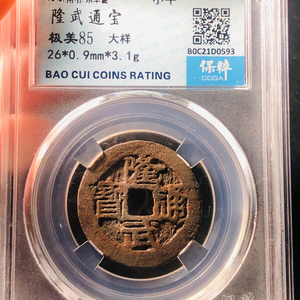 隆武通宝
极美85 大样
26*0.9mm*3.1g
BAO CUI COINS RATING
B0C21D0593
保粹
CCGA
隆武通寶